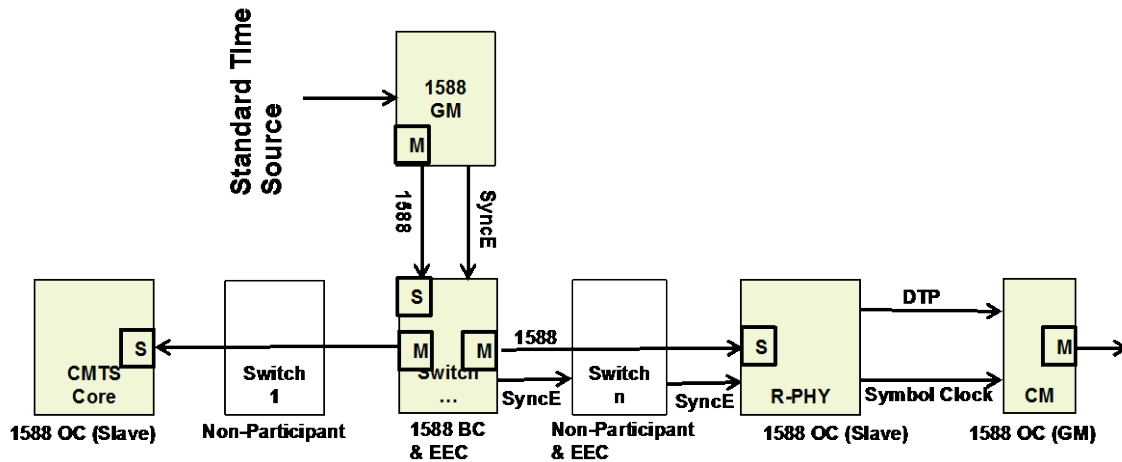 Standard Time
Source
1588
GM
M
1588
SyncE
S
M
M
Switch
...
1588 BC
& EEC
S
CMTS
Core
1588 OC (Slave)
Switch
1
Non-Participant
1588
SyncE
Switch
n
Non-Participant
& EEC
SyncE
S
R-PHY
1588 OC (Slave)
DTP
Symbol Clock
M
CM
1588 OC (GM)